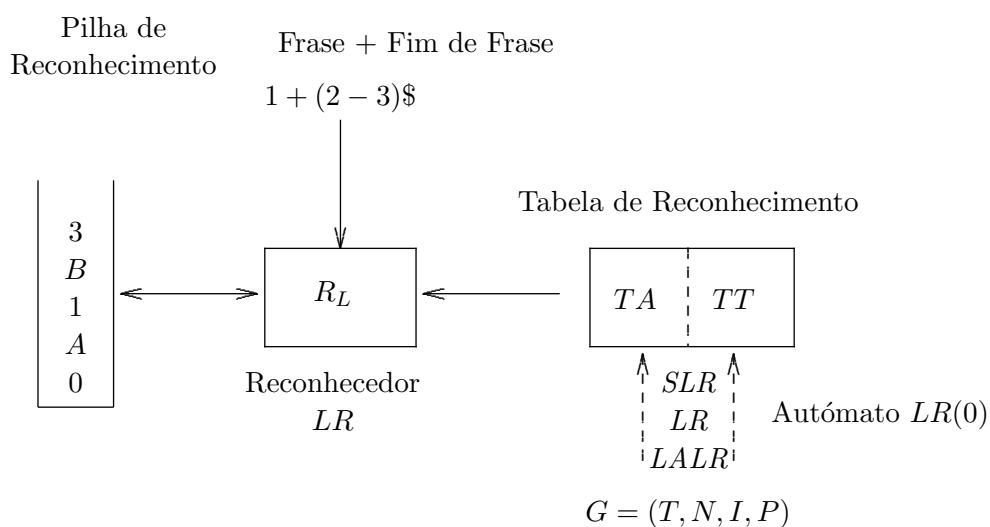 Pilha de
Reconhecimento
Frase + Fim de Frase
1 + (2 − 3)$
Tabela de Reconhecimento
3
B
1
A
0
R_L
TA
TT
Reconhecedor
LR
SLR
LR
LALR
Autómato LR(0)
G = (T, N, I, P)